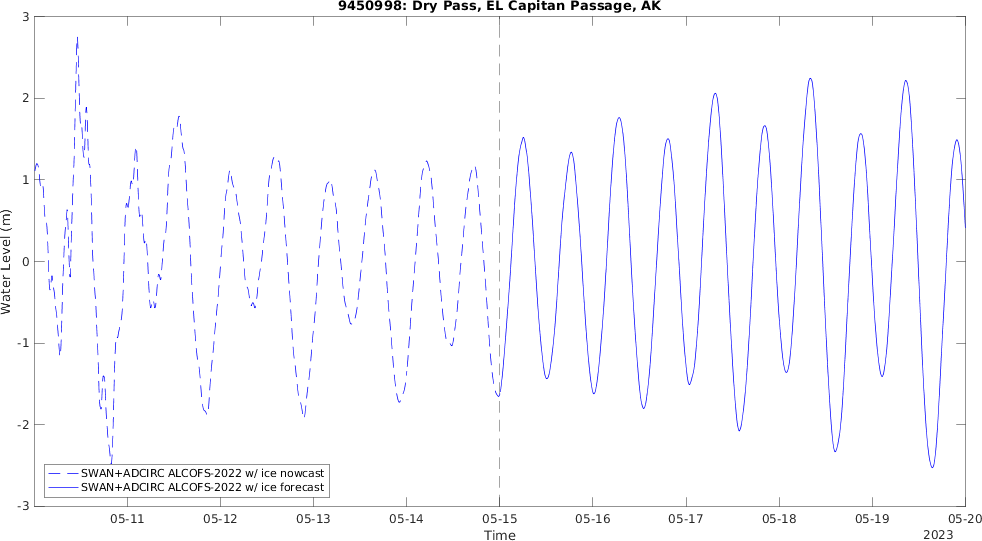 9450998: Dry Pass, EL Capitan Passage, AK
3
2
1
0
-1
-2
-3
Water Level (m)
SWAN+ADCIRC ALCOFS-2022 w/ ice nowcast
SWAN+ADCIRC ALCOFS-2022 w/ ice forecast
05-11 05-12 05-13 05-14 05-15 05-16 05-17 05-18 05-19 05-20
Time
2023